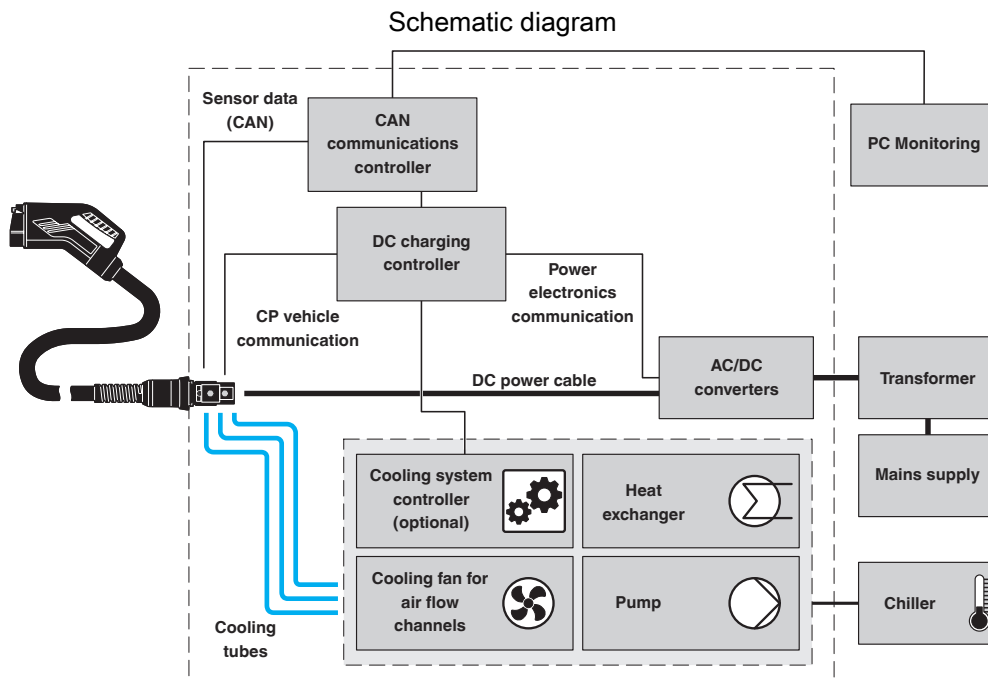 Schematic diagram
Sensor data
(CAN)
CAN
communications
controller
PC Monitoring
DC charging
controller
Power
electronics
communication
CP vehicle
communication
DC power cable
AC/DC
converters
Transformer
Mains supply
Cooling system
controller
(optional)
Heat
exchanger
Cooling fan for
air flow
channels
Pump
Chiller
Cooling
tubes